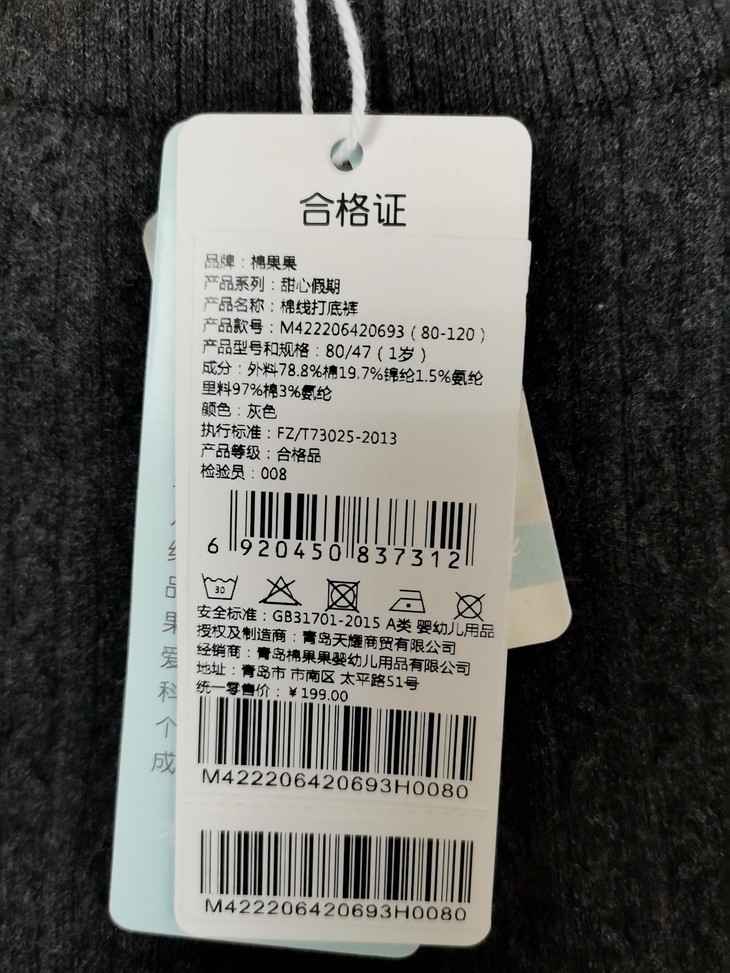 合格证
品牌：棉果果
产品系列：甜心假期
产品名称：棉线打底裤
产品款号：M422206420693（80-120）
产品型号和规格：80/47（1岁）
成分：外料78.8%棉19.7%锦纶1.5%氨纶
里料97%棉3%氨纶
颜色：灰色
执行标准：FZ/T73025-2013
产品等级：合格品
检验员：008
6 920450 837312
30
安全标准：GB31701-2015 A类 婴幼儿用品
授权及制造商：青岛天耀商贸有限公司
经销商：青岛棉果果婴幼儿用品有限公司
地址：青岛市 市南区 太平路51号
统一零售价：￥199.00
M422206420693H0080
M422206420693H0080
品
果
爱
科
个
成